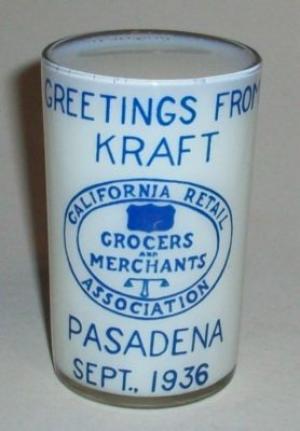 GREETINGS FROM
KRAFT
CALIFORNIA RETAIL
GROCERS
AND
MERCHANTS
ASSOCIATION
PASADENA
SEPT., 1936